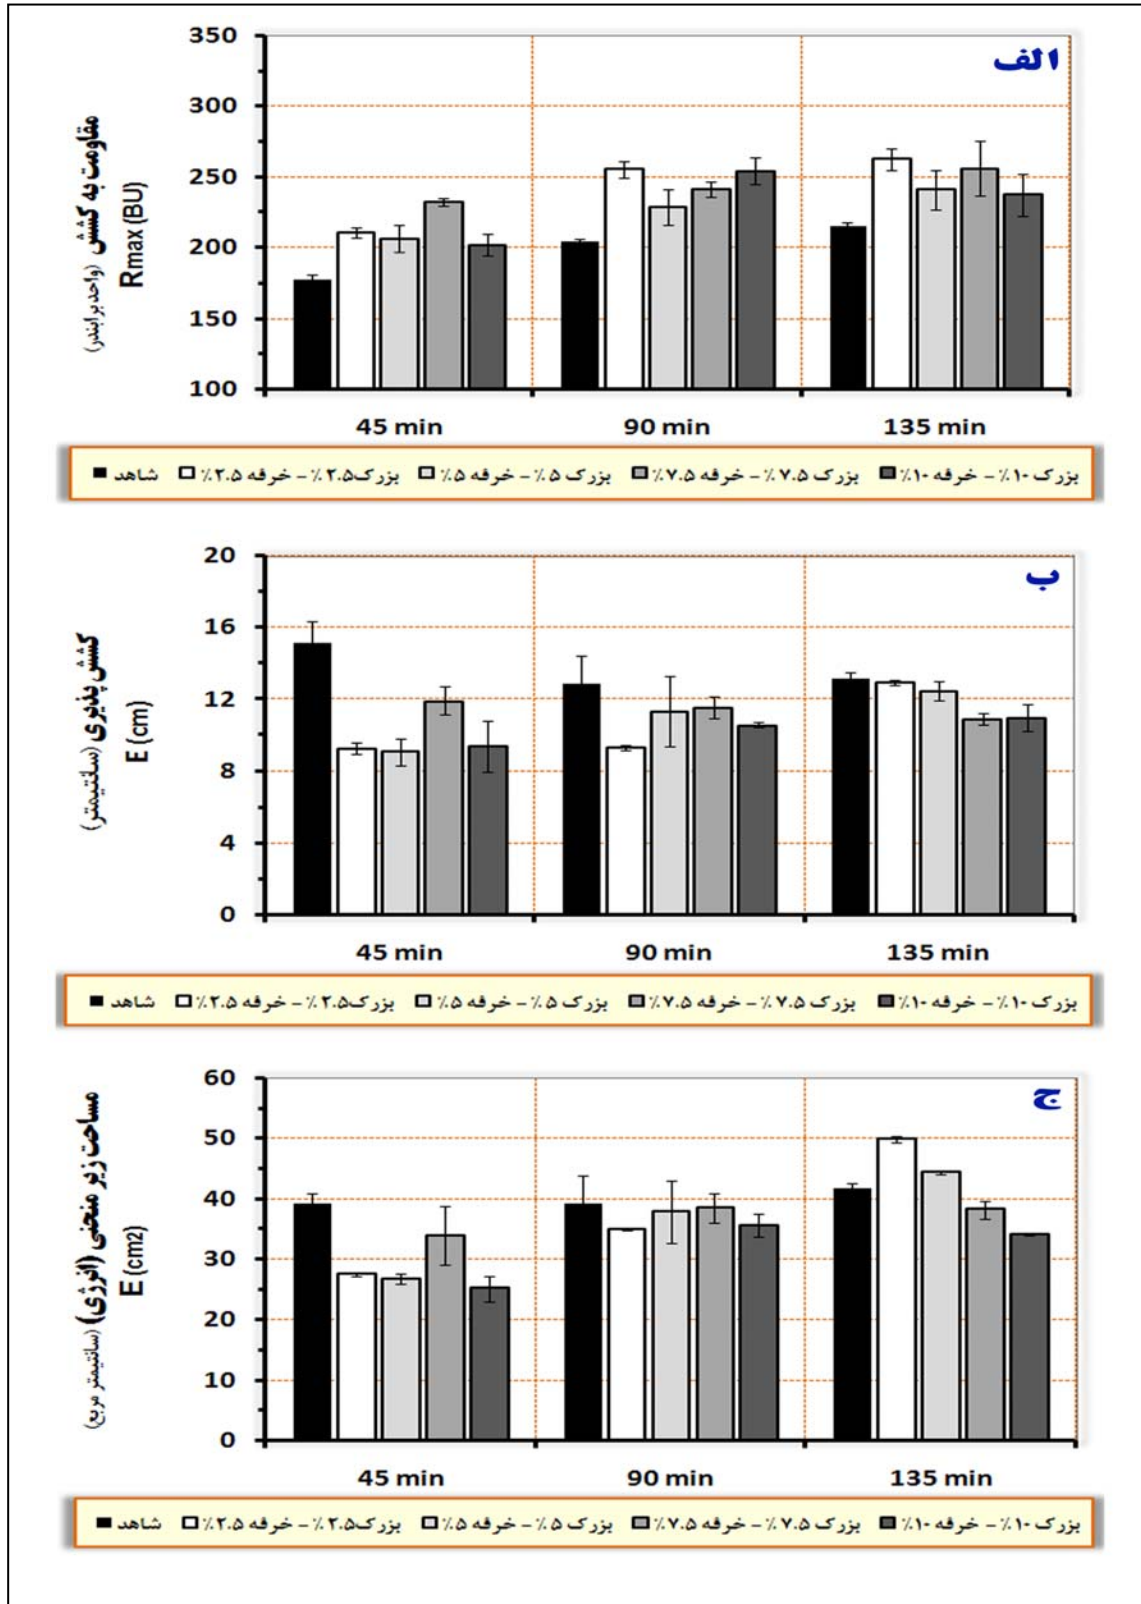 الف
مقاومت به کشش (واحد برابندر)
Rmax (BU)
350
300
250
200
150
100
45 min 90 min 135 min
شاهد بزرک۲.۵٪ - خرفه ۲.۵٪ بزرک ۵٪ - خرفه ۵٪ بزرک ۷.۵٪ - خرفه ۷.۵٪ بزرک ۱۰٪ - خرفه ۱۰٪
ب
کشش پذیری (سانتیمتر)
E (cm)
20
16
12
8
4
0
45 min 90 min 135 min
شاهد بزرک۲.۵٪ - خرفه ۲.۵٪ بزرک ۵٪ - خرفه ۵٪ بزرک ۷.۵٪ - خرفه ۷.۵٪ بزرک ۱۰٪ - خرفه ۱۰٪
ج
مساحت زیر منحنی (انرژی) (سانتیمتر مربع)
E (cm2)
60
50
40
30
20
10
0
45 min 90 min 135 min
شاهد بزرک۲.۵٪ - خرفه ۲.۵٪ بزرک ۵٪ - خرفه ۵٪ بزرک ۷.۵٪ - خرفه ۷.۵٪ بزرک ۱۰٪ - خرفه ۱۰٪